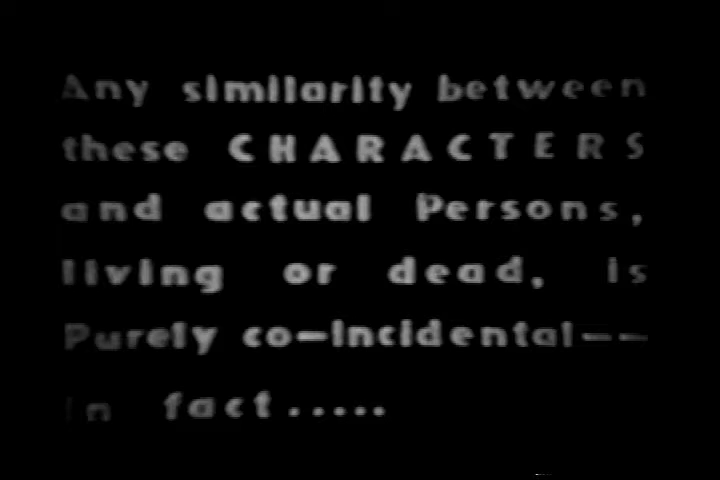 Any similarity between
these CHARACTERS
and actual Persons,
living or dead, is
Purely co-incidental--
In fact.....